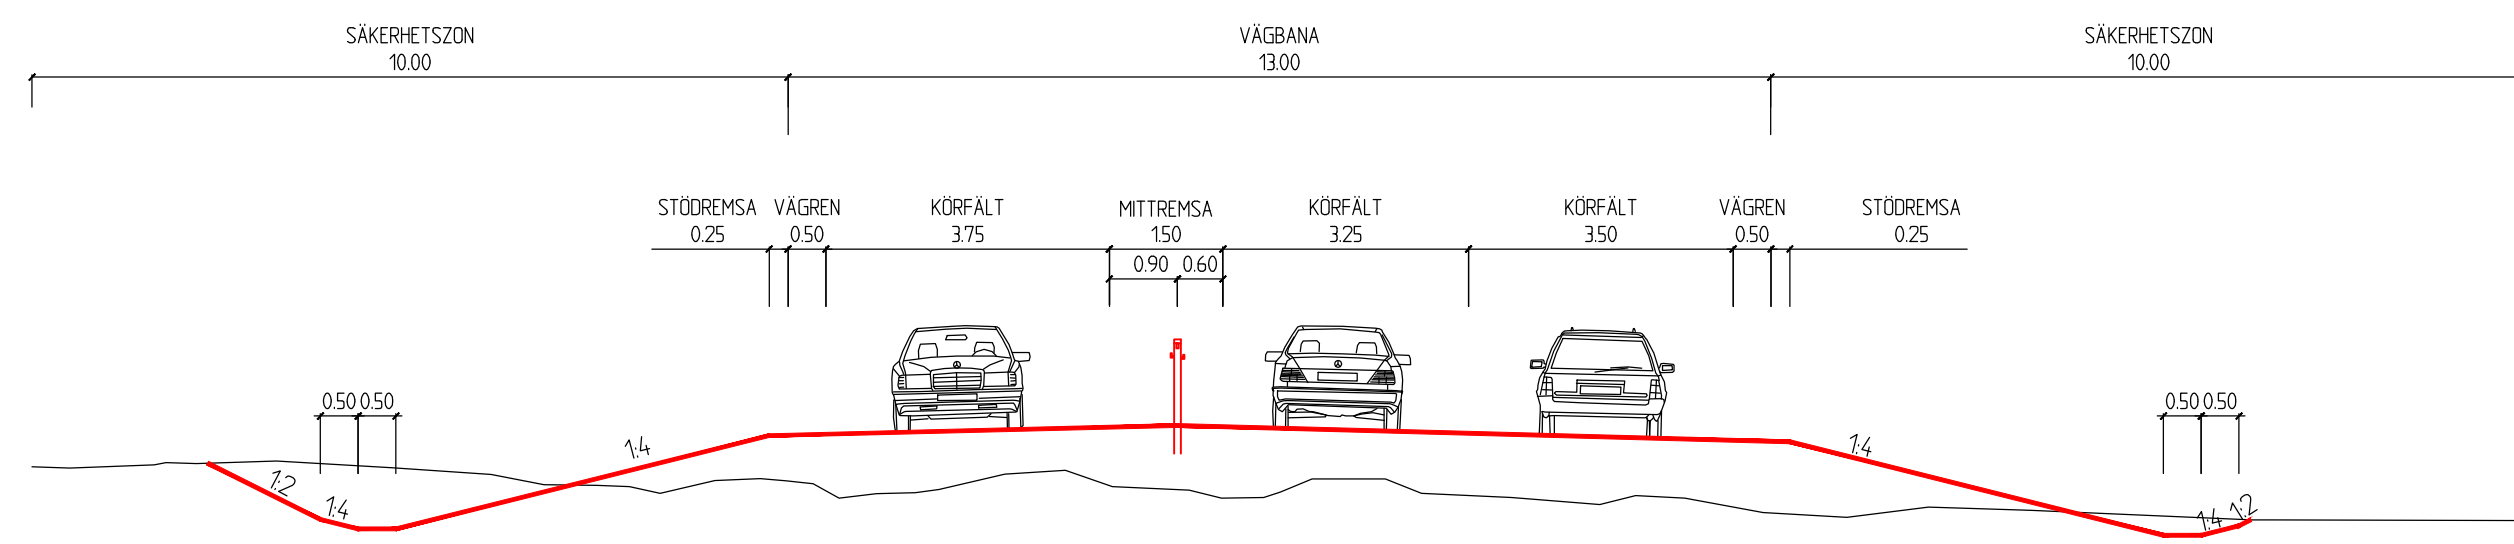 SÄKERHETSZON
10.00
VÄGBANA
13.00
SÄKERHETSZON
10.00
STÖDREMSA
0.25
VÄGREN
0.50
KÖRFÄLT
3.75
MITTREMSA
1.50
KÖRFÄLT
3.25
KÖRFÄLT
3.50
VÄGREN
0.50
STÖDREMSA
0.25
0.90 0.60
0.50 0.50
0.50 0.50
1:2
1:4
1:4
1:4
1:4
1:2